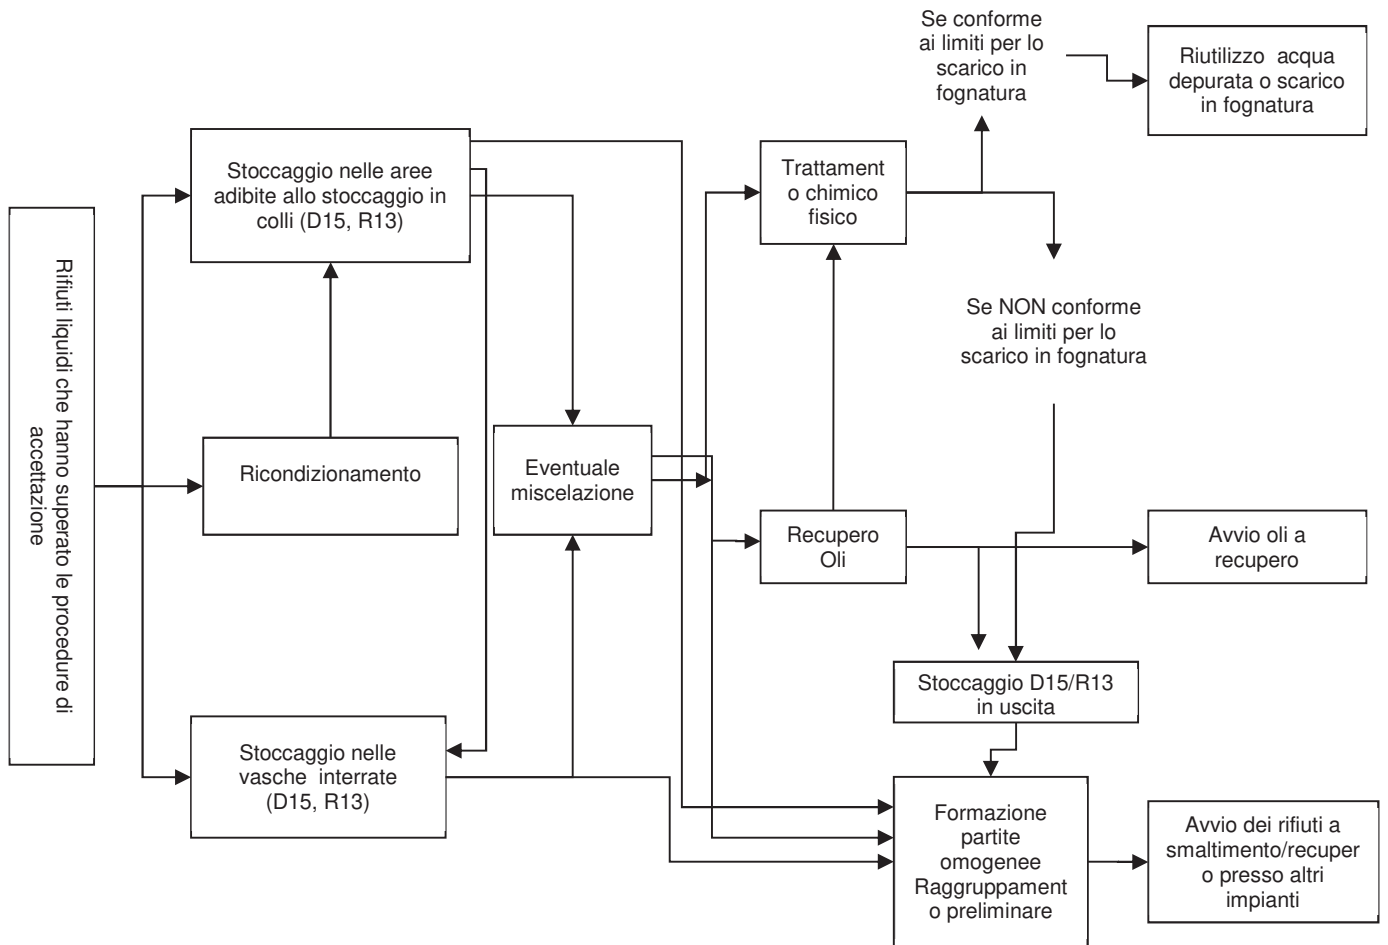 Rifiuti liquidi che hanno superato le procedure di
accettazione
Stoccaggio nelle aree
adibite allo stoccaggio in
colli (D15, R13)
Ricondizionamento
Stoccaggio nelle
vasche interrate
(D15, R13)
Eventuale
miscelazione
Trattament
o chimico
fisico
Se conforme
ai limiti per lo
scarico in
fognatura
Riutilizzo acqua
depurata o scarico
in fognatura
Se NON conforme
ai limiti per lo
scarico in fognatura
Recupero
Oli
Avvio oli a
recupero
Stoccaggio D15/R13
in uscita
Formazione
partite
omogenee
Raggruppament
o preliminare
Avvio dei rifiuti a
smaltimento/recuper
o presso altri
impianti